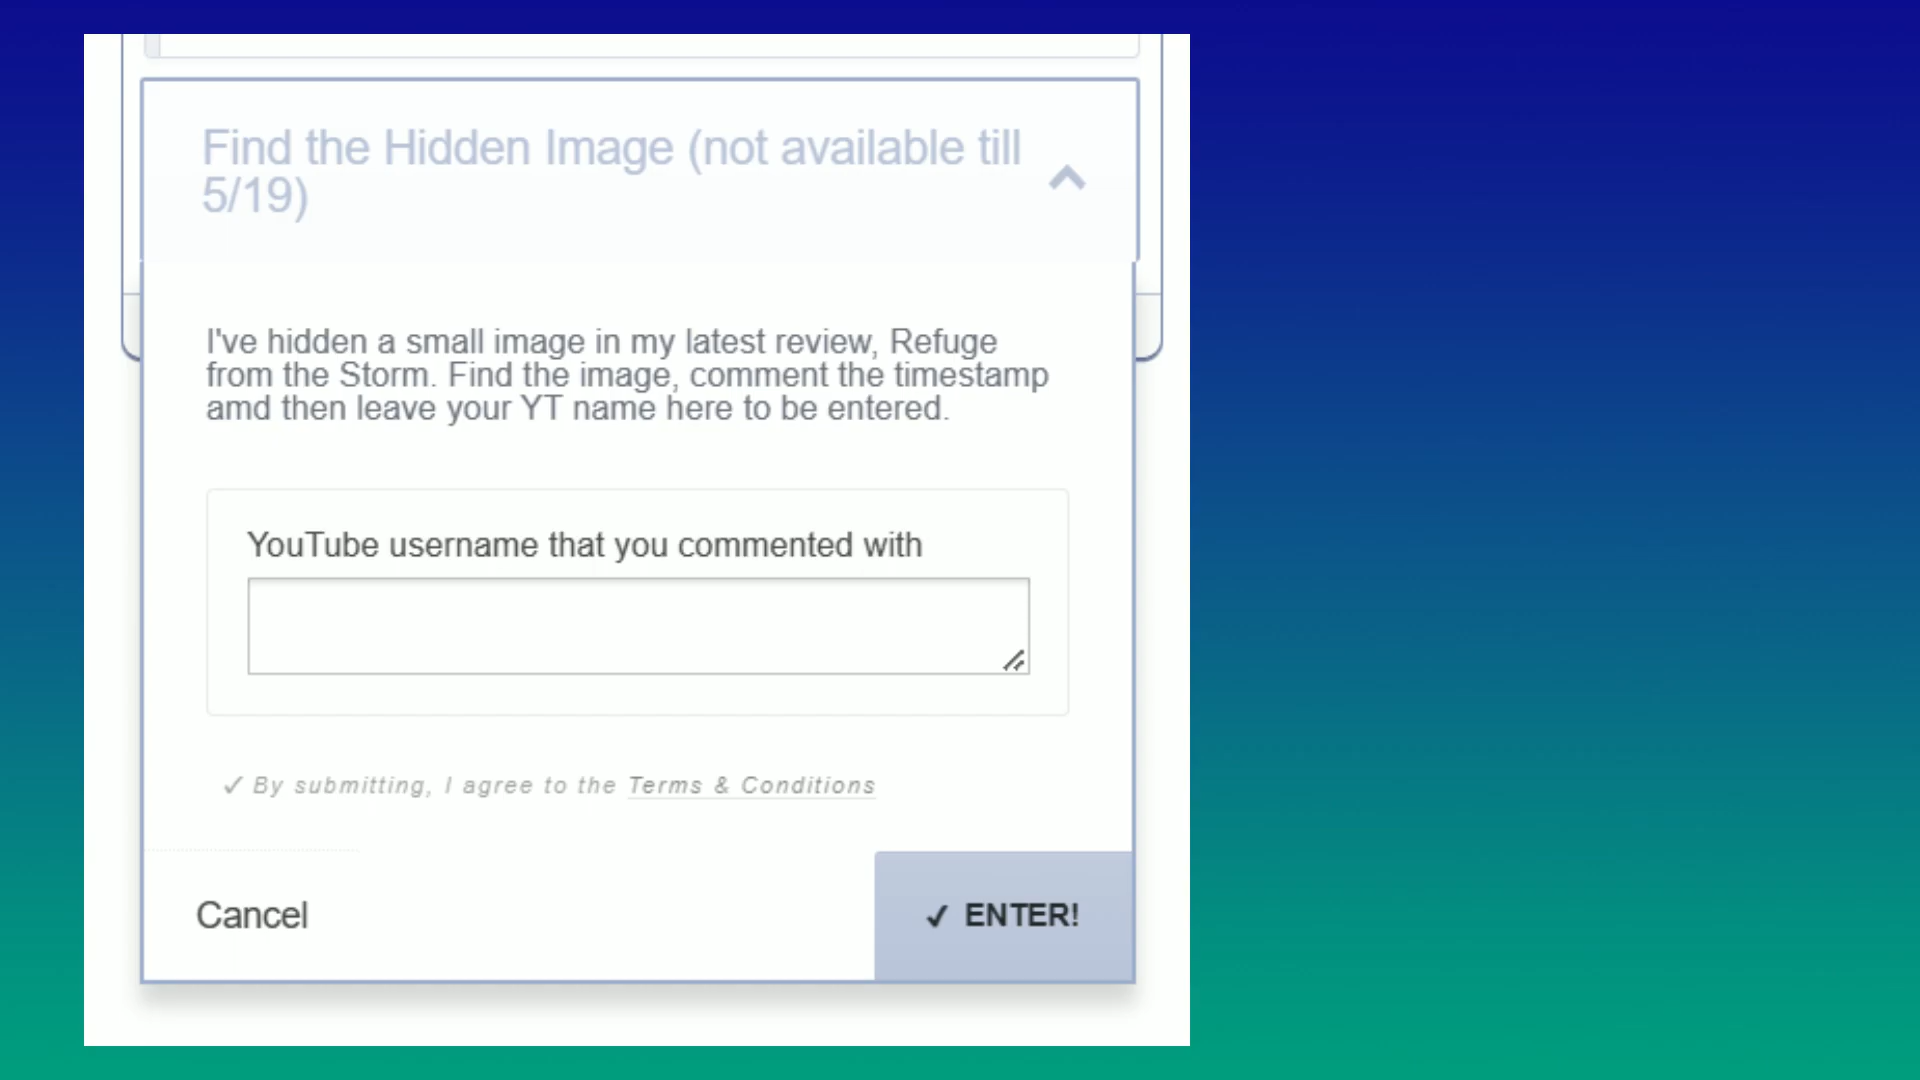 Find the Hidden Image (not available till
5/19)
I've hidden a small image in my latest review, Refuge
from the Storm. Find the image, comment the timestamp
amd then leave your YT name here to be entered.
YouTube username that you commented with
✓ By submitting, I agree to the Terms & Conditions
Cancel
✓ ENTER!